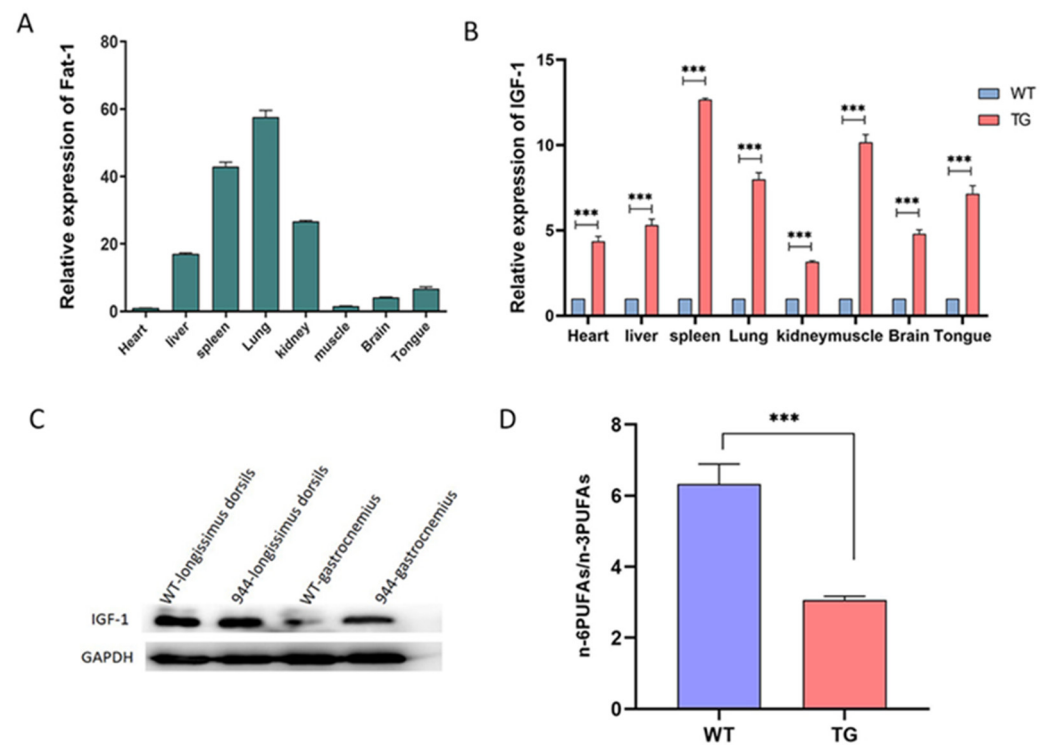 A
Relative expression of Fat-1
80
60
40
20
0
Heart
liver
spleen
Lung
kidney
muscle
Brain
Tongue
B
Relative expression of IGF-1
15
10
5
0
***
***
***
***
***
***
***
***
Heart
liver
spleen
Lung
kidney
muscle
Brain
Tongue
WT
TG
C
WT-longissimus dorsils
944-longissimus dorsils
WT-gastrocnemius
944-gastrocnemius
IGF-1
GAPDH
D
n-6PUFAs/n-3PUFAs
8
6
4
2
0
***
WT
TG